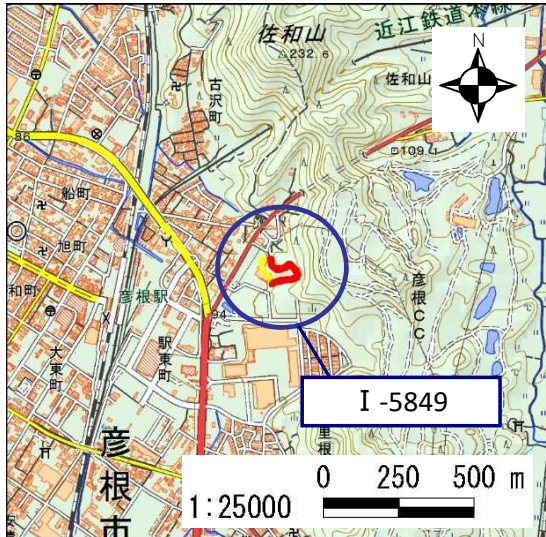 佐和山
△232.6
近江鉄道本線
佐和山
N
古沢町
86
109.1
船町
旭町
和町
彦根駅
94
彦根CC
駅東町
大東町
I-5849
里根
彦根市
0 250 500 m
1:25000